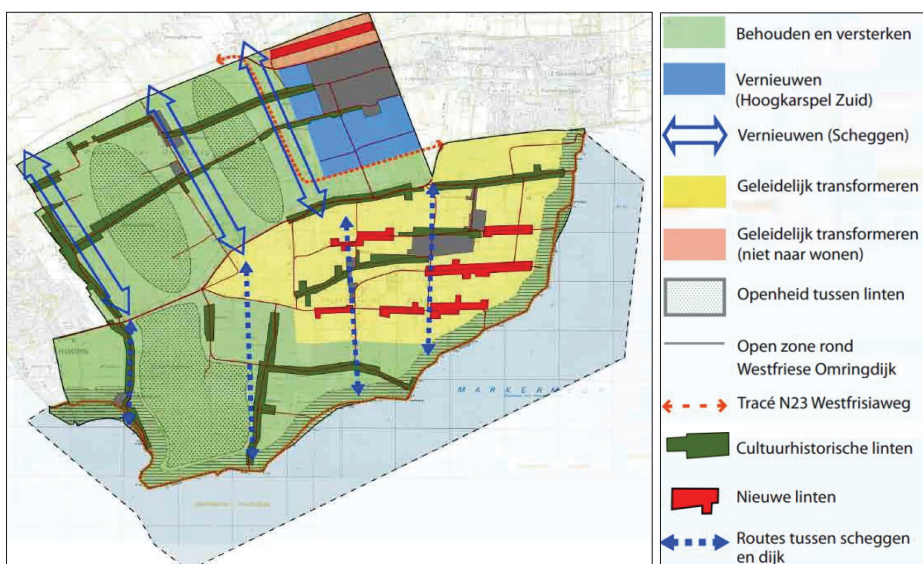 HOORN
MARKERM
Behouden en versterken
Vernieuwen
(Hoogkarspel Zuid)
Vernieuwen (Scheggen)
Geleidelijk transformeren
Geleidelijk transformeren
(niet naar wonen)
Openheid tussen linten
Open zone rond
Westfriese Omringdijk
Tracé N23 Westfrisiaweg
Cultuurhistorische linten
Nieuwe linten
Routes tussen scheggen
en dijk